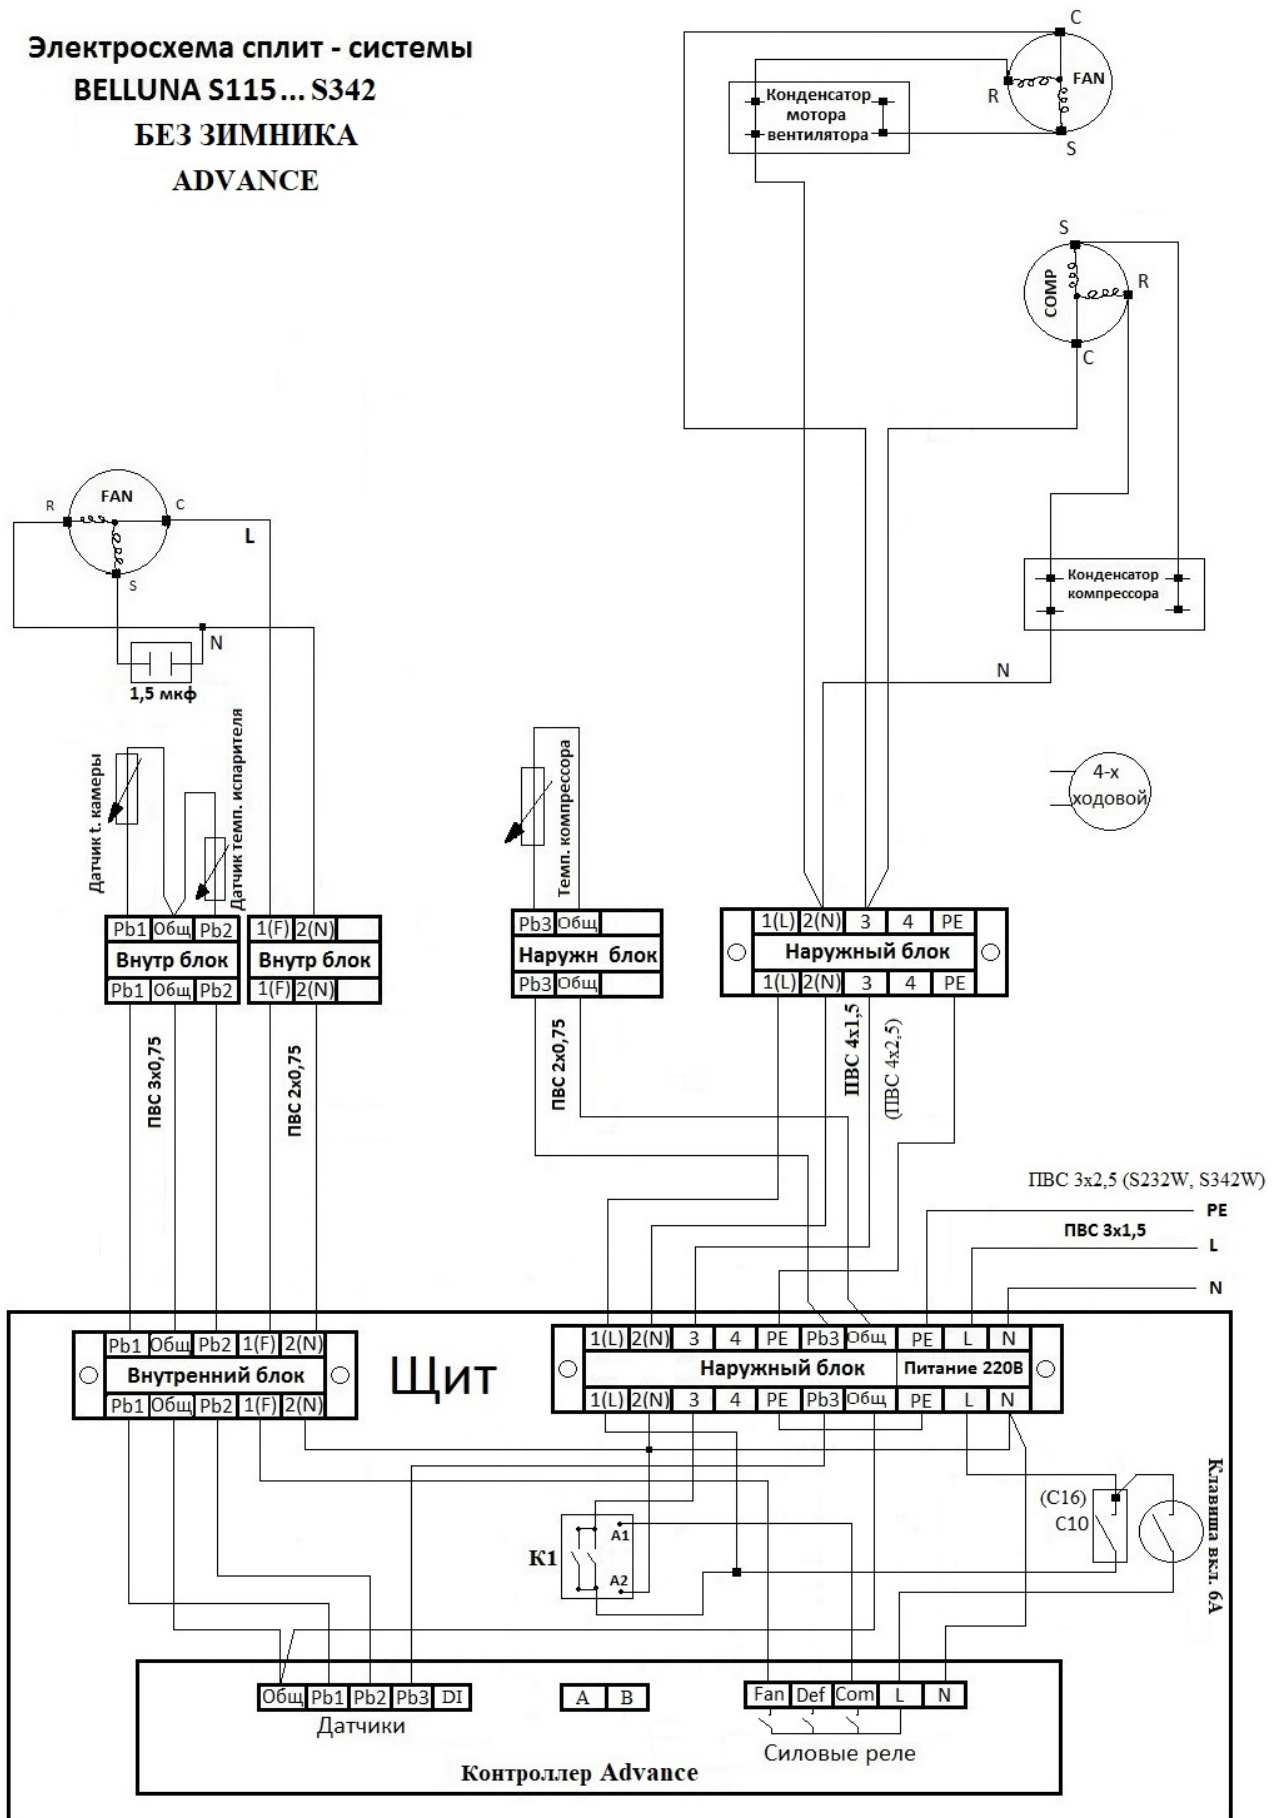 Электросхема сплит - системы
BELLUNA S115... S342
БЕЗ ЗИМНИКА
ADVANCE
C
FAN
R
S
Конденсатор
мотора
вентилятора
S
COMP
R
C
Конденсатор
компрессора
N
4-х
ходовой
FAN
R
C
L
S
N
1,5 мкф
Датчик t. камеры
Датчик темп. испарителя
Темп. компрессора
Pb1 Общ Pb2
Внутр блок
Pb1 Общ Pb2
1(F) 2(N)
Внутр блок
1(F) 2(N)
Pb3 Общ
Наружн блок
Pb3 Общ
1(L) 2(N) 3 4 PE
Наружный блок
1(L) 2(N) 3 4 PE
ПВС 3х0,75
ПВС 2х0,75
ПВС 2х0,75
ПВС 4х1,5
(ПВС 4х2,5)
ПВС 3х2,5 (S232W, S342W)
PE
ПВС 3х1,5
L
N
Pb1 Общ Pb2 1(F) 2(N)
Внутренний блок
Pb1 Общ Pb2 1(F) 2(N)
Щит
1(L) 2(N) 3 4 PE Pb3 Общ PE L N
Наружный блок Питание 220В
1(L) 2(N) 3 4 PE Pb3 Общ PE L N
К1
A1
A2
(C16)
C10
Клавиша вкл. 6А
Общ Pb1 Pb2 Pb3 DI
Датчики
A B
Fan Def Com L N
Силовые реле
Контроллер Advance